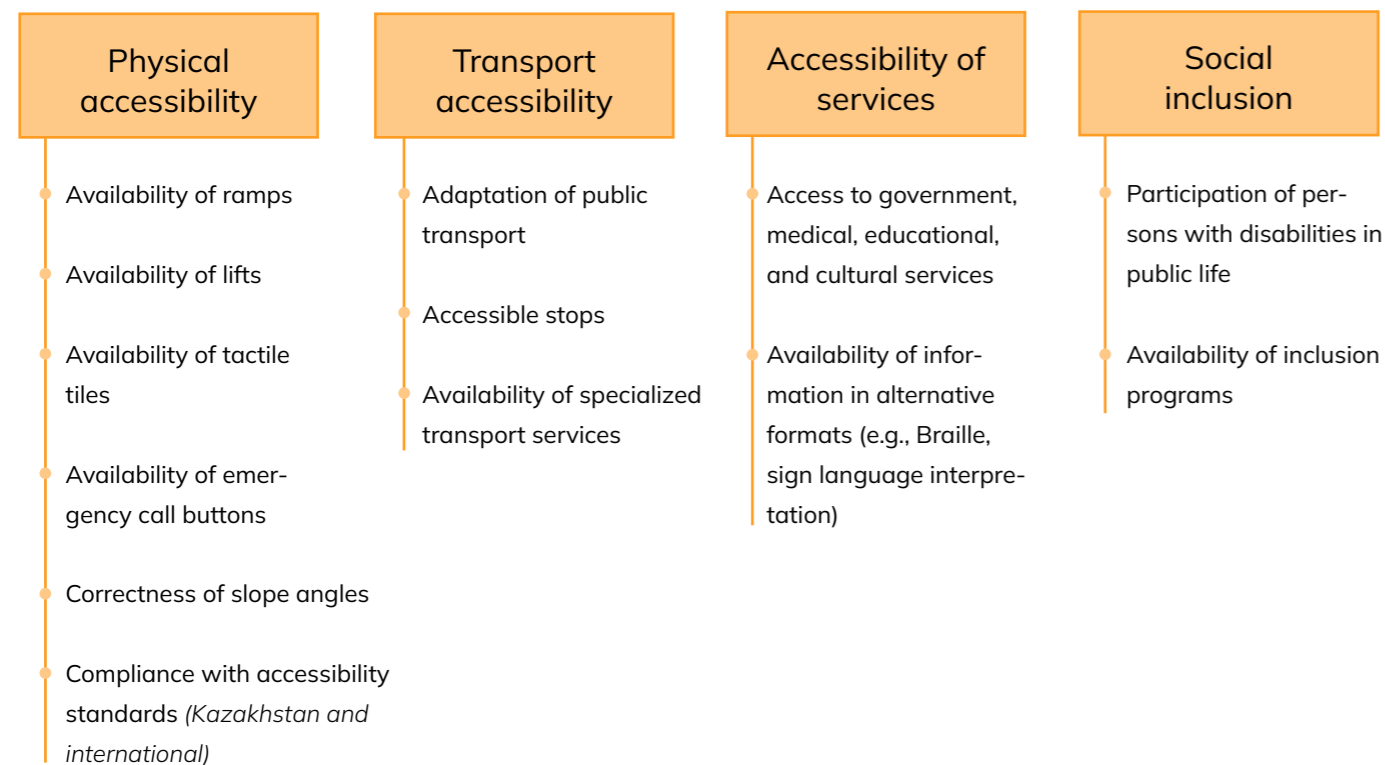 Physical
accessibility
Availability of ramps
Availability of lifts
Availability of tactile
tiles
Availability of emer-
gency call buttons
Correctness of slope angles
Compliance with accessibility
standards (Kazakhstan and
international)
Transport
accessibility
Adaptation of public
transport
Accessible stops
Availability of specialized
transport services
Accessibility of
services
Access to government,
medical, educational,
and cultural services
Availability of infor-
mation in alternative
formats (e.g., Braille,
sign language interpre-
tation)
Social
inclusion
Participation of per-
sons with disabilities in
public life
Availability of inclusion
programs